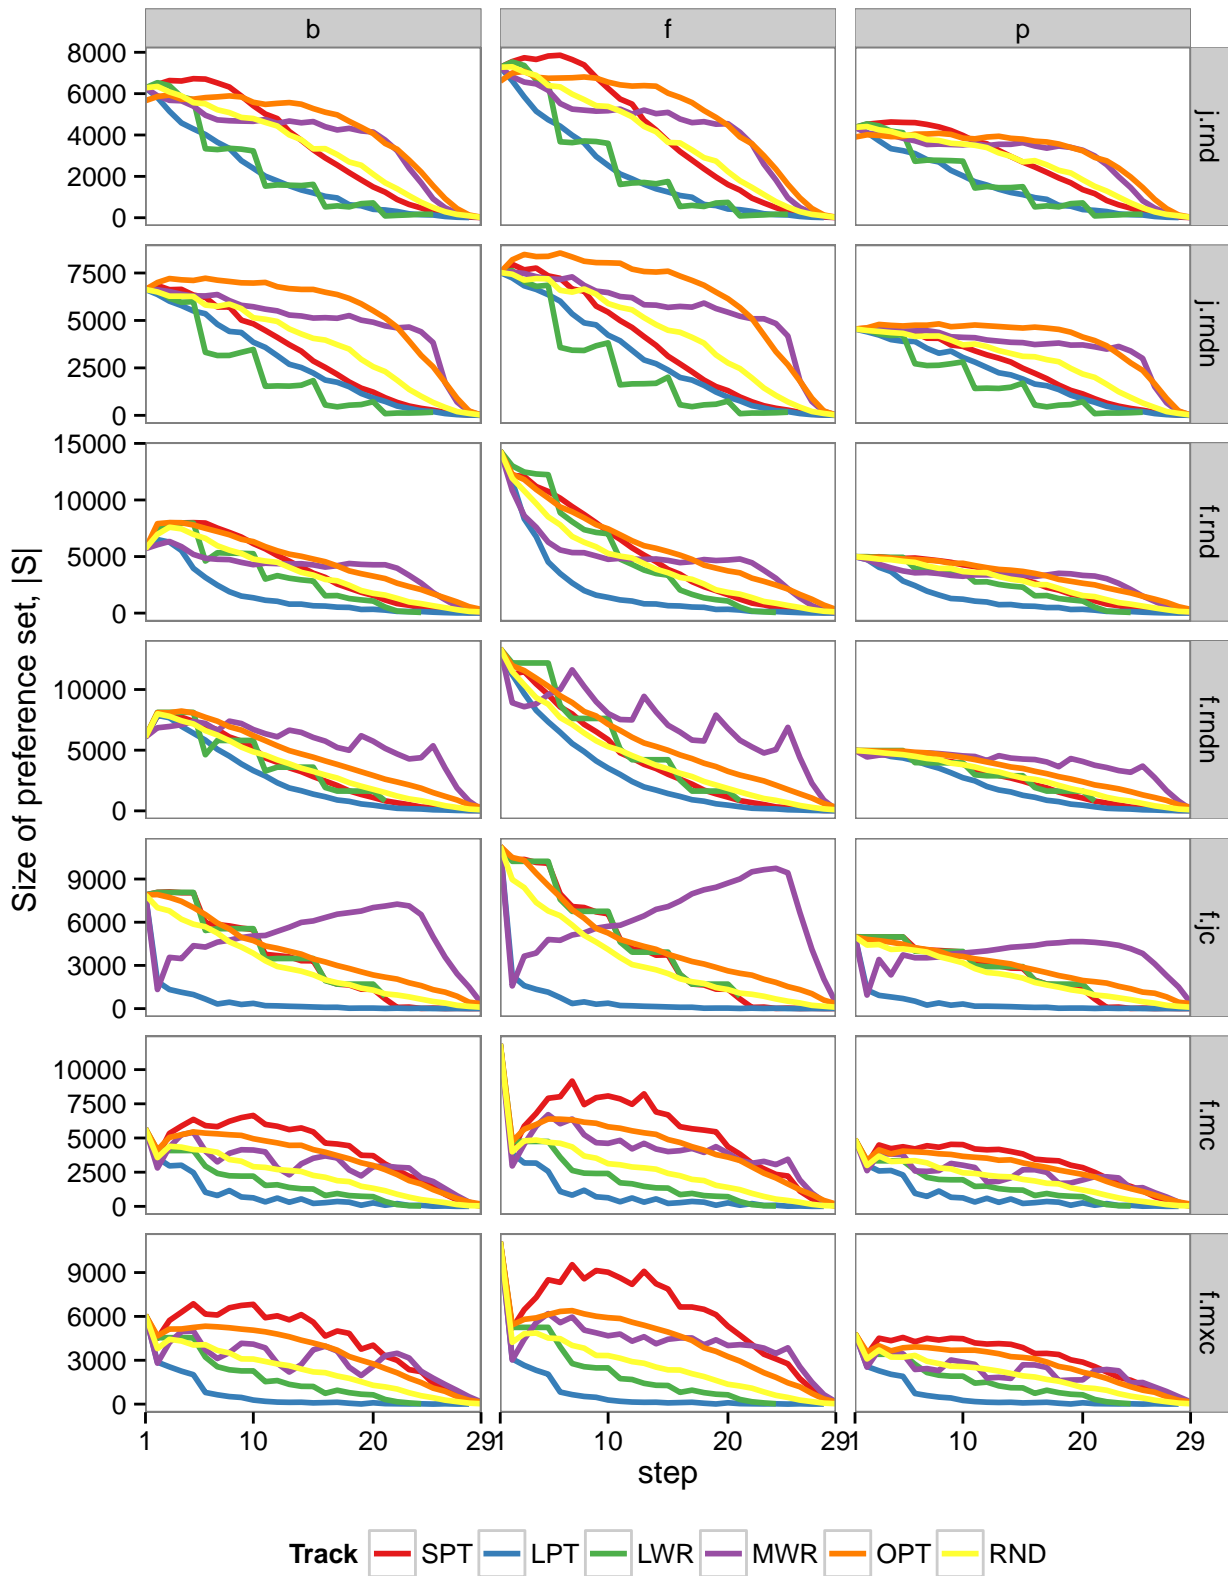 b f p
8000
6000
4000
2000
0
j.rnd
7500
5000
2500
0
j.rndn
15000
10000
5000
0
f.rnd
10000
5000
0
f.rndn
9000
6000
3000
0
f.jc
10000
7500
5000
2500
0
f.mc
9000
6000
3000
0
f.mxc
Size of preference set, |S|
1 10 20 29 1 10 20 29 1 10 20 29
step
Track SPT LPT LWR MWR OPT RND